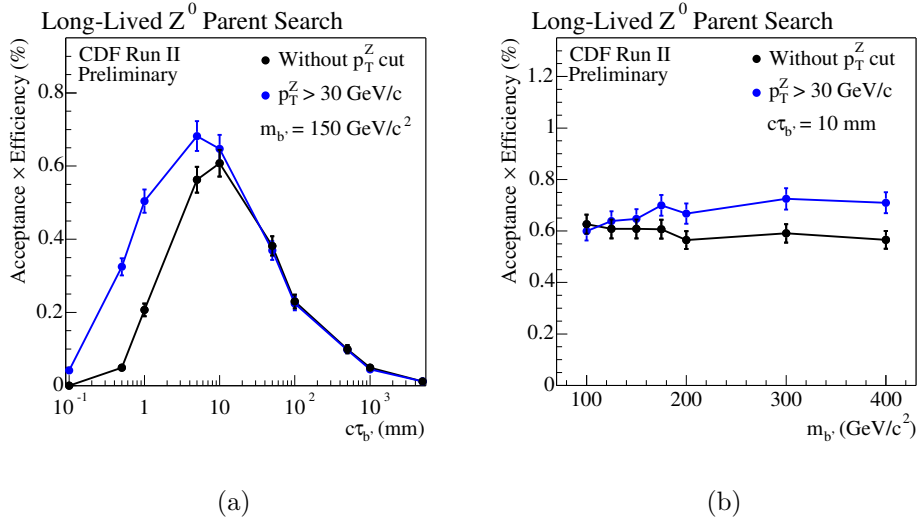 Long-Lived Z⁰ Parent Search
CDF Run II
Preliminary
Without p_T^Z cut
p_T^Z > 30 GeV/c
m_b' = 150 GeV/c²
Acceptance × Efficiency (%)
0.8
0.6
0.4
0.2
0
10⁻¹ 1 10 10² 10³
cτ_b' (mm)
(a)
Long-Lived Z⁰ Parent Search
CDF Run II
Preliminary
Without p_T^Z cut
p_T^Z > 30 GeV/c
cτ_b' = 10 mm
Acceptance × Efficiency (%)
1.2
1
0.8
0.6
0.4
0.2
0
100 200 300 400
m_b' (GeV/c²)
(b)